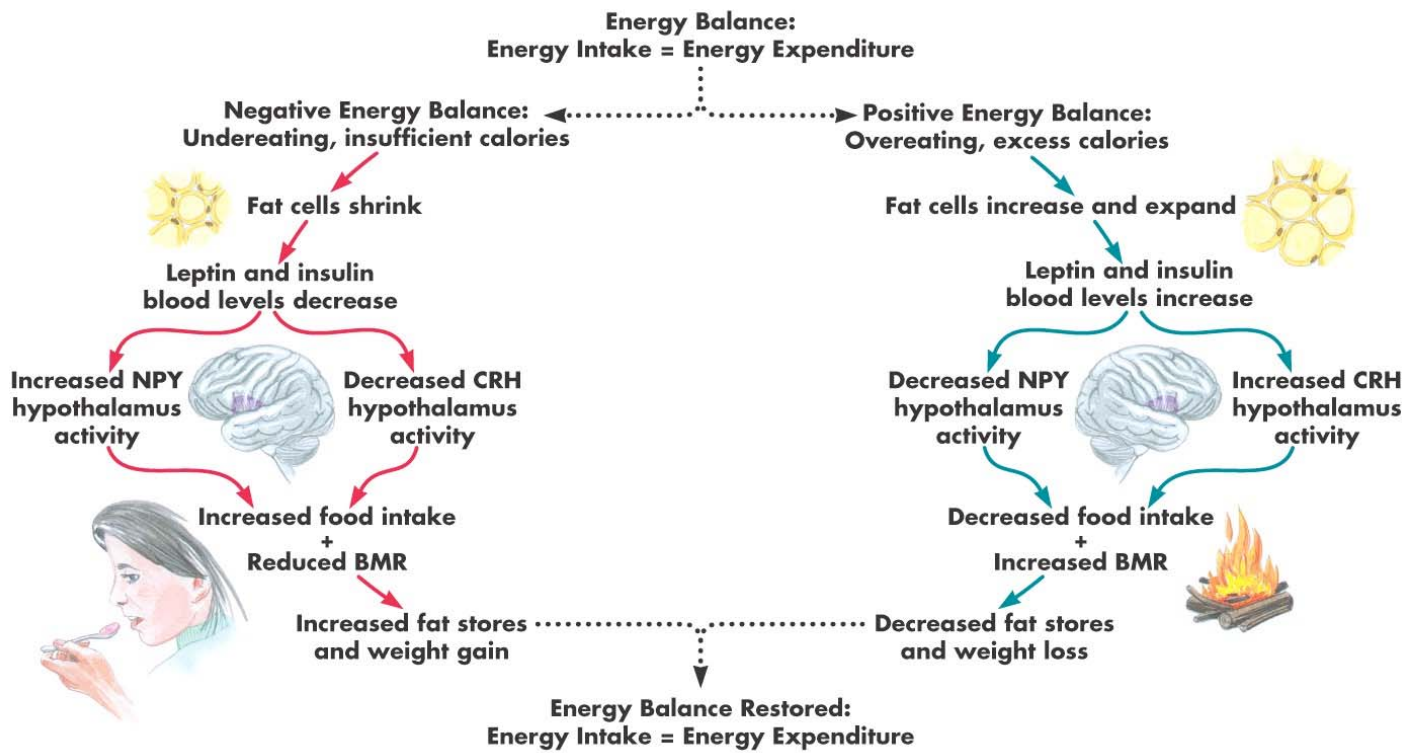 Energy Balance:
Energy Intake = Energy Expenditure
Negative Energy Balance:
Undereating, insufficient calories
Positive Energy Balance:
Overeating, excess calories
Fat cells shrink
Fat cells increase and expand
Leptin and insulin
blood levels decrease
Leptin and insulin
blood levels increase
Increased NPY
hypothalamus
activity
Decreased CRH
hypothalamus
activity
Decreased NPY
hypothalamus
activity
Increased CRH
hypothalamus
activity
Increased food intake
+
Reduced BMR
Decreased food intake
+
Increased BMR
Increased fat stores
and weight gain
Decreased fat stores
and weight loss
Energy Balance Restored:
Energy Intake = Energy Expenditure